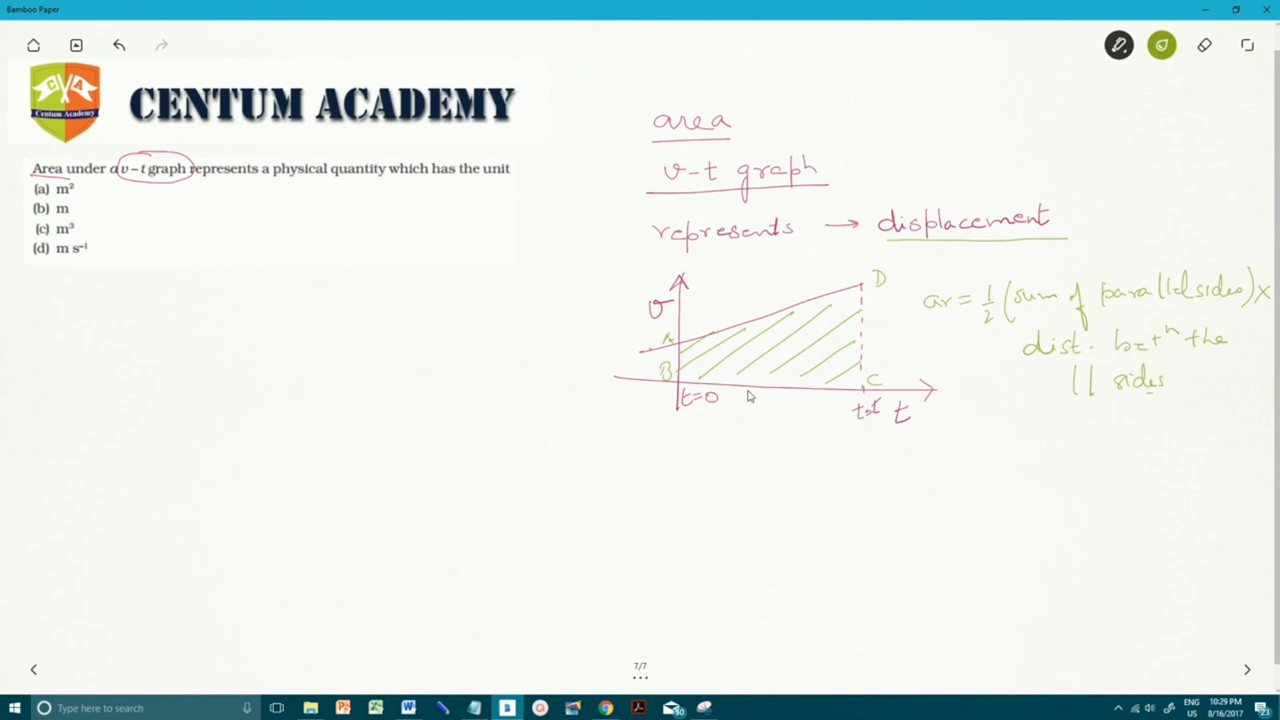 Bamboo Paper
CENTUM ACADEMY
C A
Centum Academy
Area under a v – t graph represents a physical quantity which has the unit
(a) m²
(b) m
(c) m³
(d) m s⁻¹
area
v-t graph
represents → displacement
v
A
B
C
D
t=0
t=t
t
ar = 1/2 (sum of parallel sides) ×
dist. betⁿ the
|| sides
7/7
Type here to search
ENG
US
10:29 PM
8/16/2017
50
23